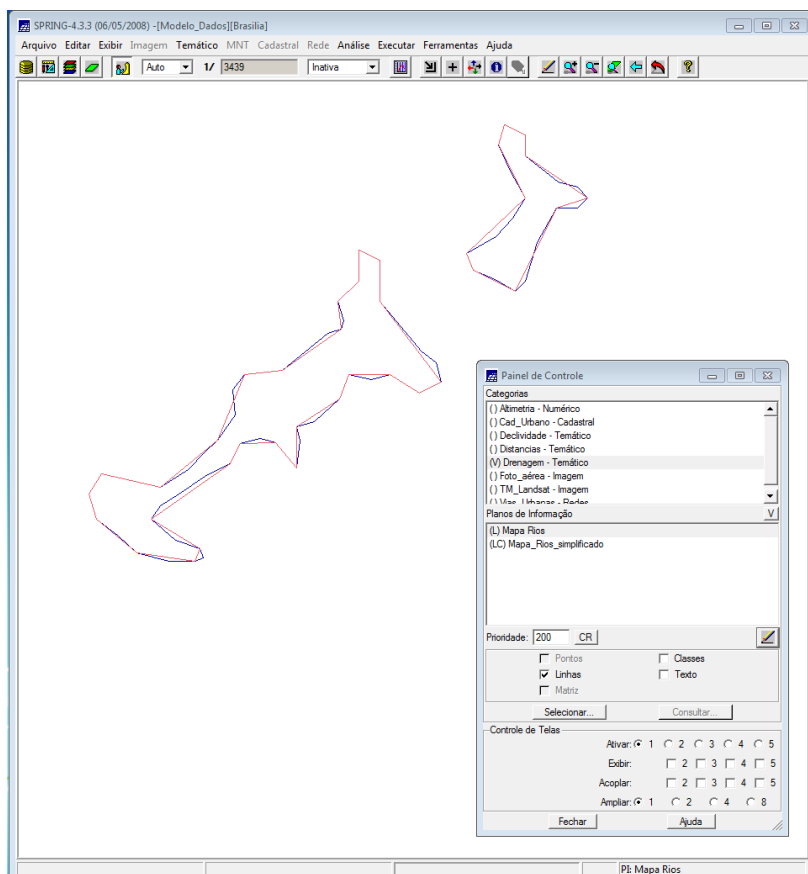 SPRING-4.3.3 (06/05/2008) -[Modelo_Dados][Brasilia]
Arquivo Editar Exibir Imagem Temático MNT Cadastral Rede Análise Executar Ferramentas Ajuda
Auto 1/ 3439 Inativa
Painel de Controle
Categorias
( ) Altimetria - Numérico
( ) Cad_Urbano - Cadastral
( ) Declividade - Temático
( ) Distancias - Temático
(V) Drenagem - Temático
( ) Foto_aérea - Imagem
( ) TM_Landsat - Imagem
( ) Vias_Urbanas - Redes
Planos de Informação V
(L) Mapa Rios
(LC) Mapa_Rios_simplificado
Prioridade: 200 CR
Pontos Classes
Linhas Texto
Matriz
Selecionar... Consultar...
Controle de Telas
Ativar: 1 2 3 4 5
Exibir: 2 3 4 5
Acoplar: 2 3 4 5
Ampliar: 1 2 4 8
Fechar Ajuda
PI: Mapa Rios